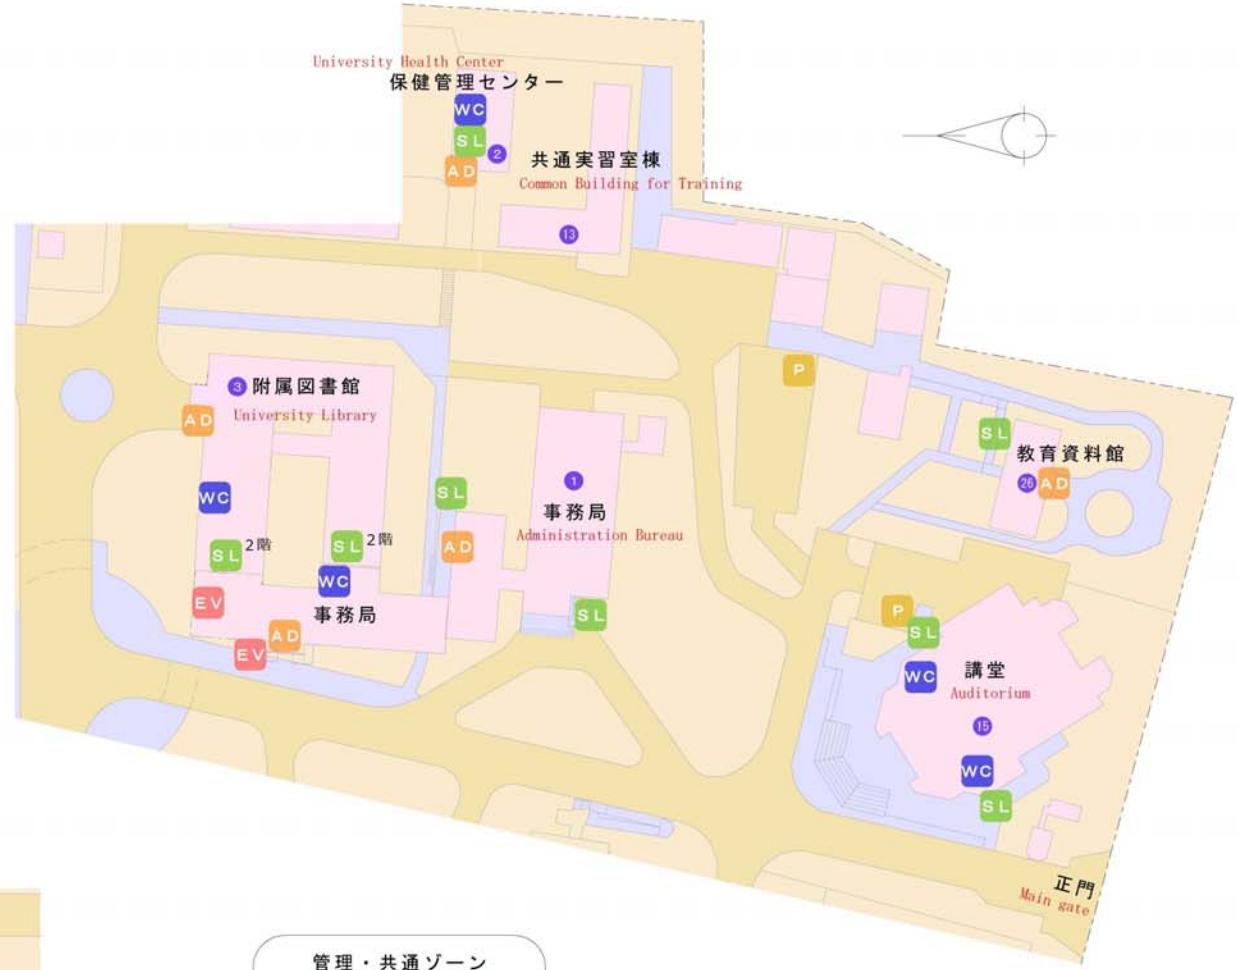 University Health Center
保健管理センター
WC
SL
2
AD
共通実習室棟
Common Building for Training
13
P
3 附属図書館
University Library
AD
WC
SL 2階
SL 2階
WC
EV
事務局
AD
EV
SL
AD
1
事務局
Administration Bureau
SL
SL
教育資料館
26 AD
P
SL
WC
講堂
Auditorium
15
WC
SL
正門
Main gate
管理・共通ゾーン